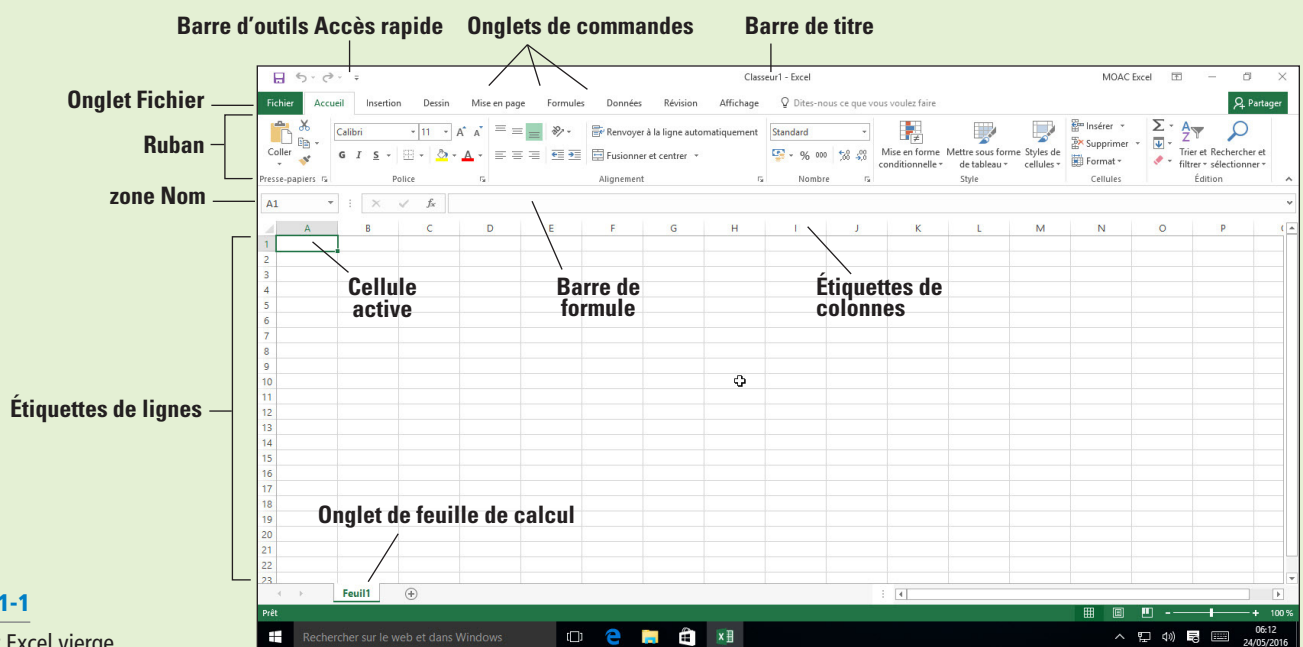 Barre d'outils Accès rapide Onglets de commandes Barre de titre
Classeur1 - Excel MOAC Excel
Onglet Fichier
Fichier Accueil Insertion Dessin Mise en page Formules Données Révision Affichage Dites-nous ce que vous voulez faire Partager
Ruban
Coller Calibri 11 A A Renvoyer à la ligne automatiquement Standard Mise en forme conditionnelle Mettre sous forme de tableau Styles de cellules Insérer Trier et filtrer Rechercher et sélectionner
G I S A Fusionner et centrer % 000 Supprimer
Format
Presse-papiers Police Alignement Nombre Style Cellules Édition
zone Nom
A1 fx
A B C D E F G H I J K L M N O P
1
2
3
Cellule active
Barre de formule
Étiquettes de colonnes
4
5
6
7
8
9
10
11
Étiquettes de lignes
12
13
14
15
16
17
18
Onglet de feuille de calcul
19
20
21
22
23
Feuil1
1-1
Prêt 100 %
Excel vierge
Rechercher sur le web et dans Windows 06:12
24/05/2016